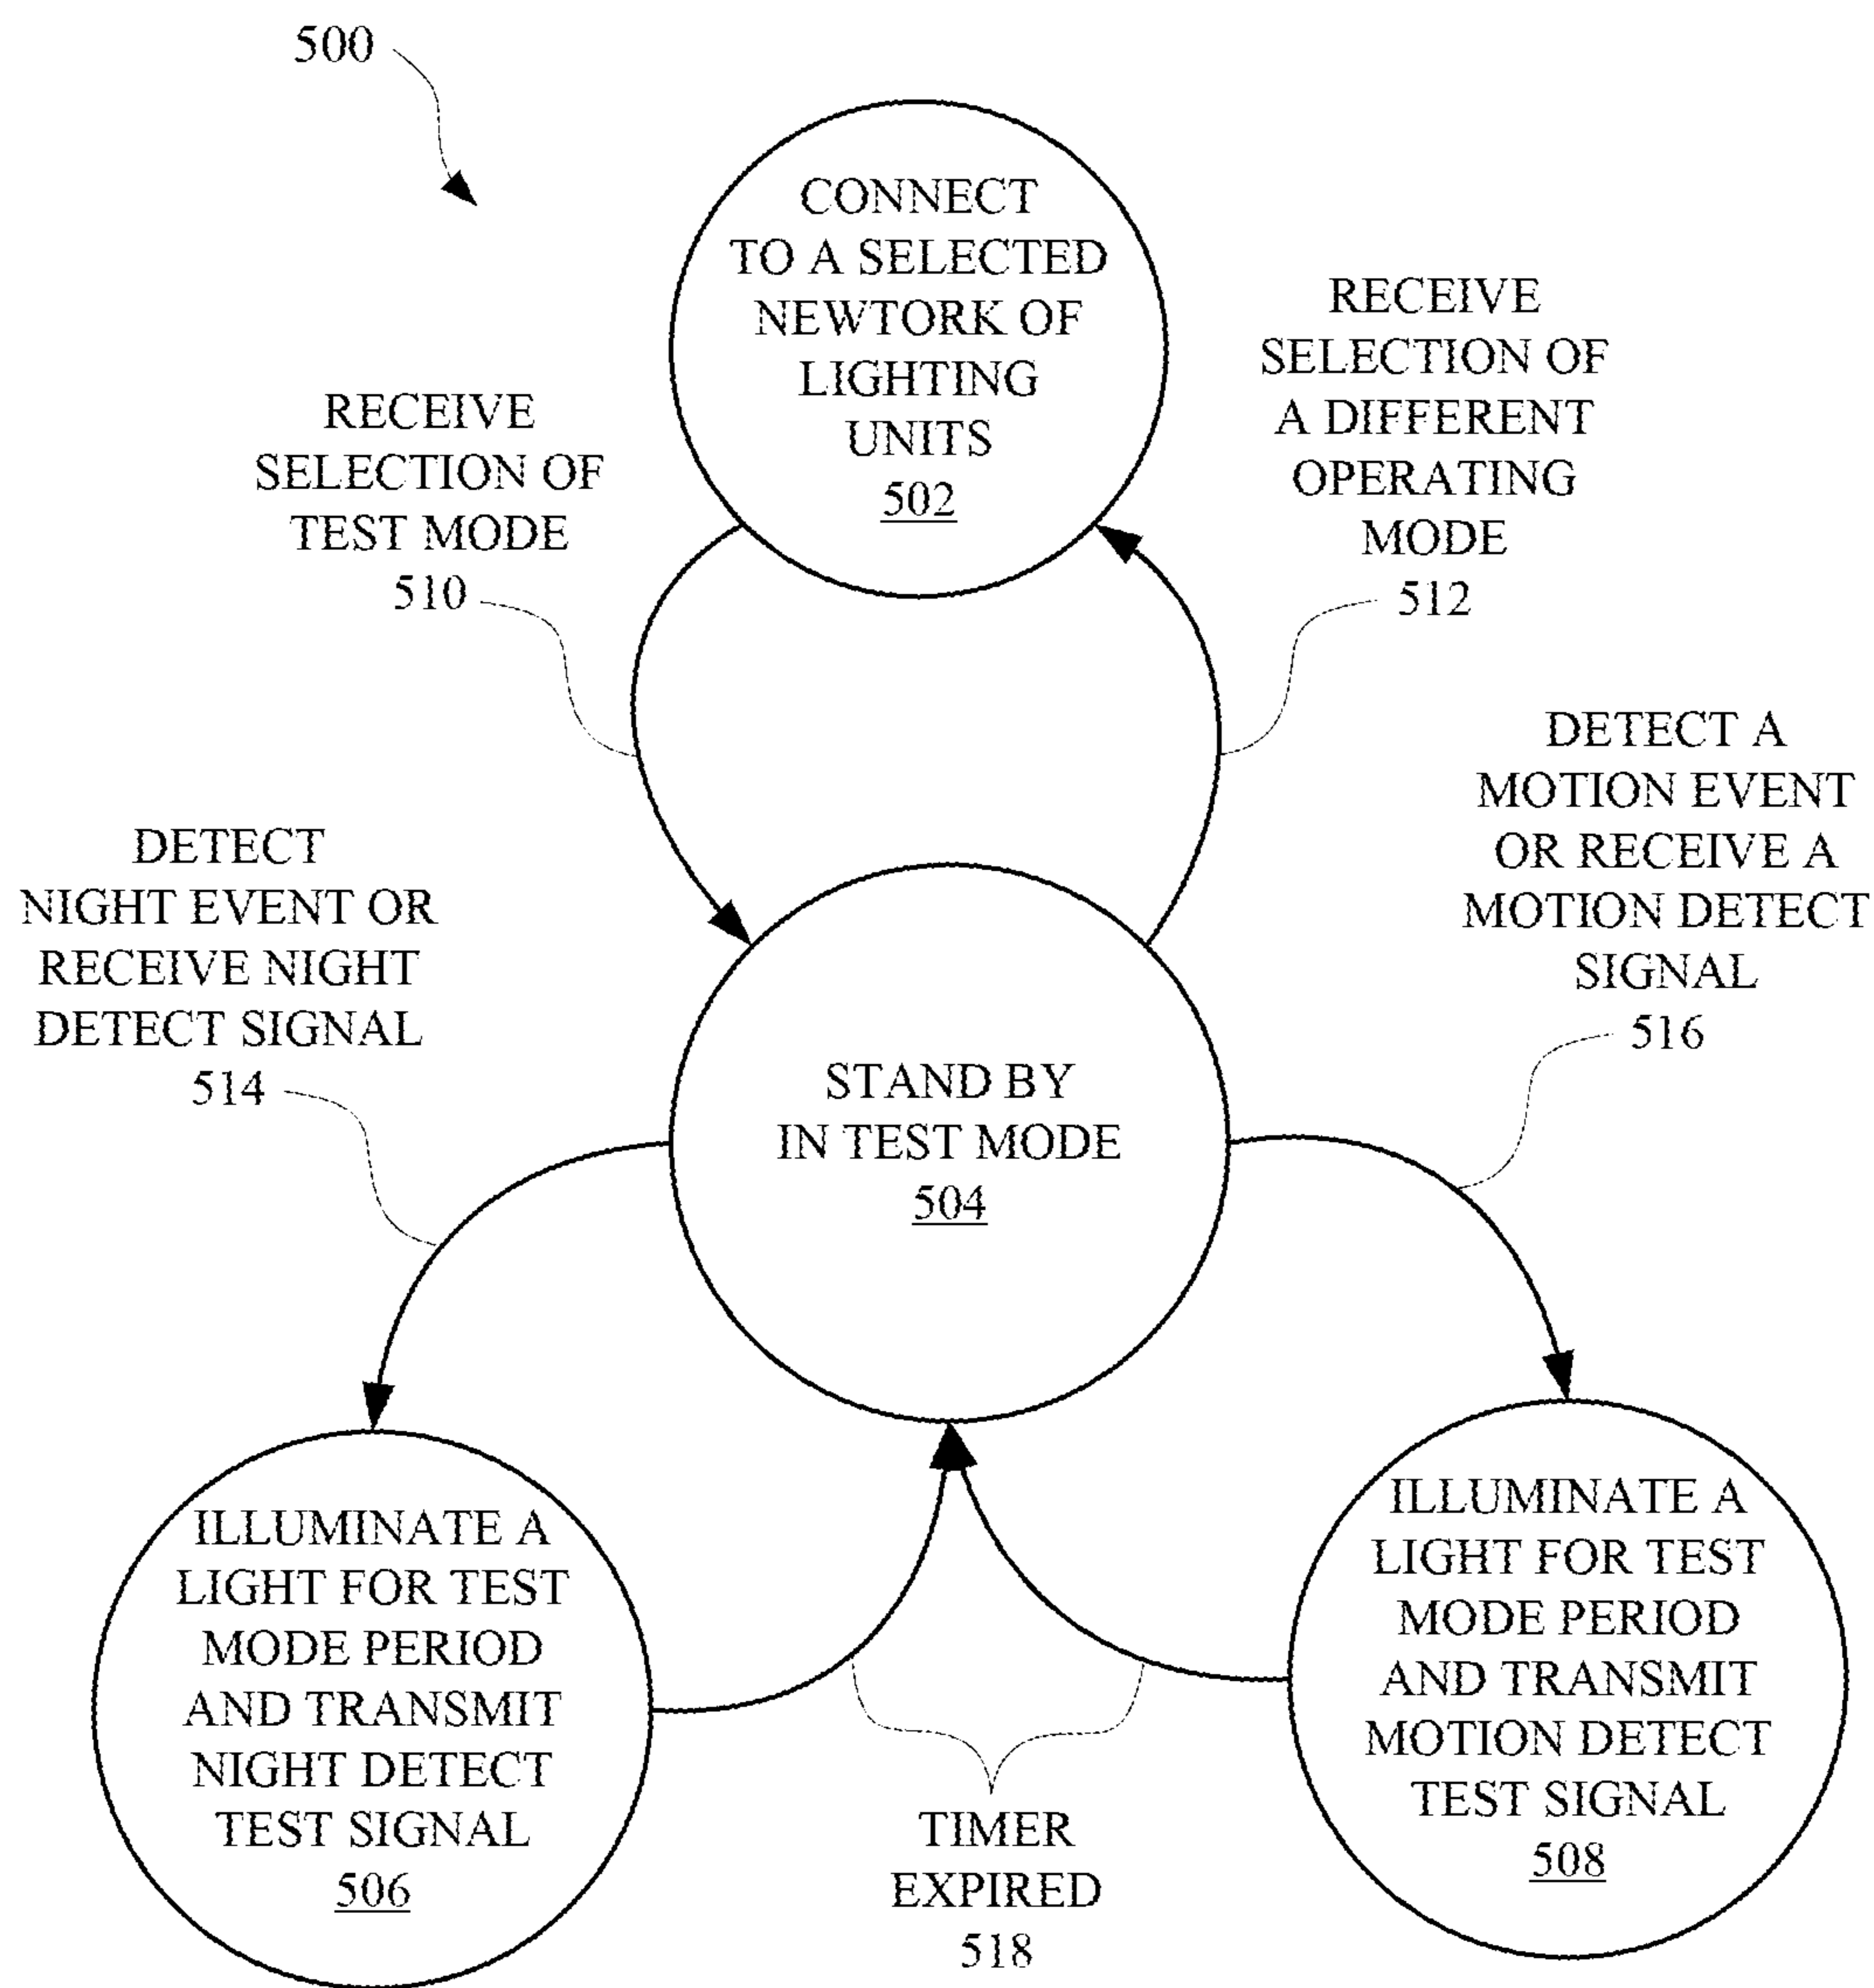 500
CONNECT
TO A SELECTED
NEWTORK OF
LIGHTING
UNITS
502
RECEIVE
SELECTION OF
TEST MODE
510
RECEIVE
SELECTION OF
A DIFFERENT
OPERATING
MODE
512
DETECT
NIGHT EVENT OR
RECEIVE NIGHT
DETECT SIGNAL
514
STAND BY
IN TEST MODE
504
DETECT A
MOTION EVENT
OR RECEIVE A
MOTION DETECT
SIGNAL
516
ILLUMINATE A
LIGHT FOR TEST
MODE PERIOD
AND TRANSMIT
NIGHT DETECT
TEST SIGNAL
506
TIMER
EXPIRED
518
ILLUMINATE A
LIGHT FOR TEST
MODE PERIOD
AND TRANSMIT
MOTION DETECT
TEST SIGNAL
508